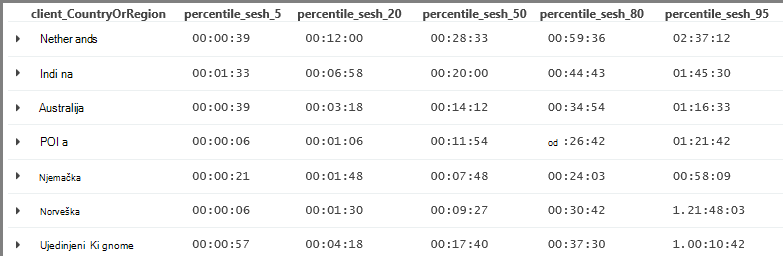 client_CountryOrRegion percentile_sesh_5 percentile_sesh_20 percentile_sesh_50 percentile_sesh_80 percentile_sesh_95
Nether ands 00:00:39 00:12:00 00:28:33 00:59:36 02:37:12
Indi na 00:01:33 00:06:58 00:20:00 00:44:43 01:45:30
Australija 00:00:39 00:03:18 00:14:12 00:34:54 01:16:33
POI a 00:00:06 00:01:06 00:11:54 od :26:42 01:21:42
Njemačka 00:00:21 00:01:48 00:07:48 00:24:03 00:58:09
Norveška 00:00:06 00:01:30 00:09:27 00:30:42 1.21:48:03
Ujedinjeni Ki gnome 00:00:57 00:04:18 00:17:40 00:37:30 1.00:10:42